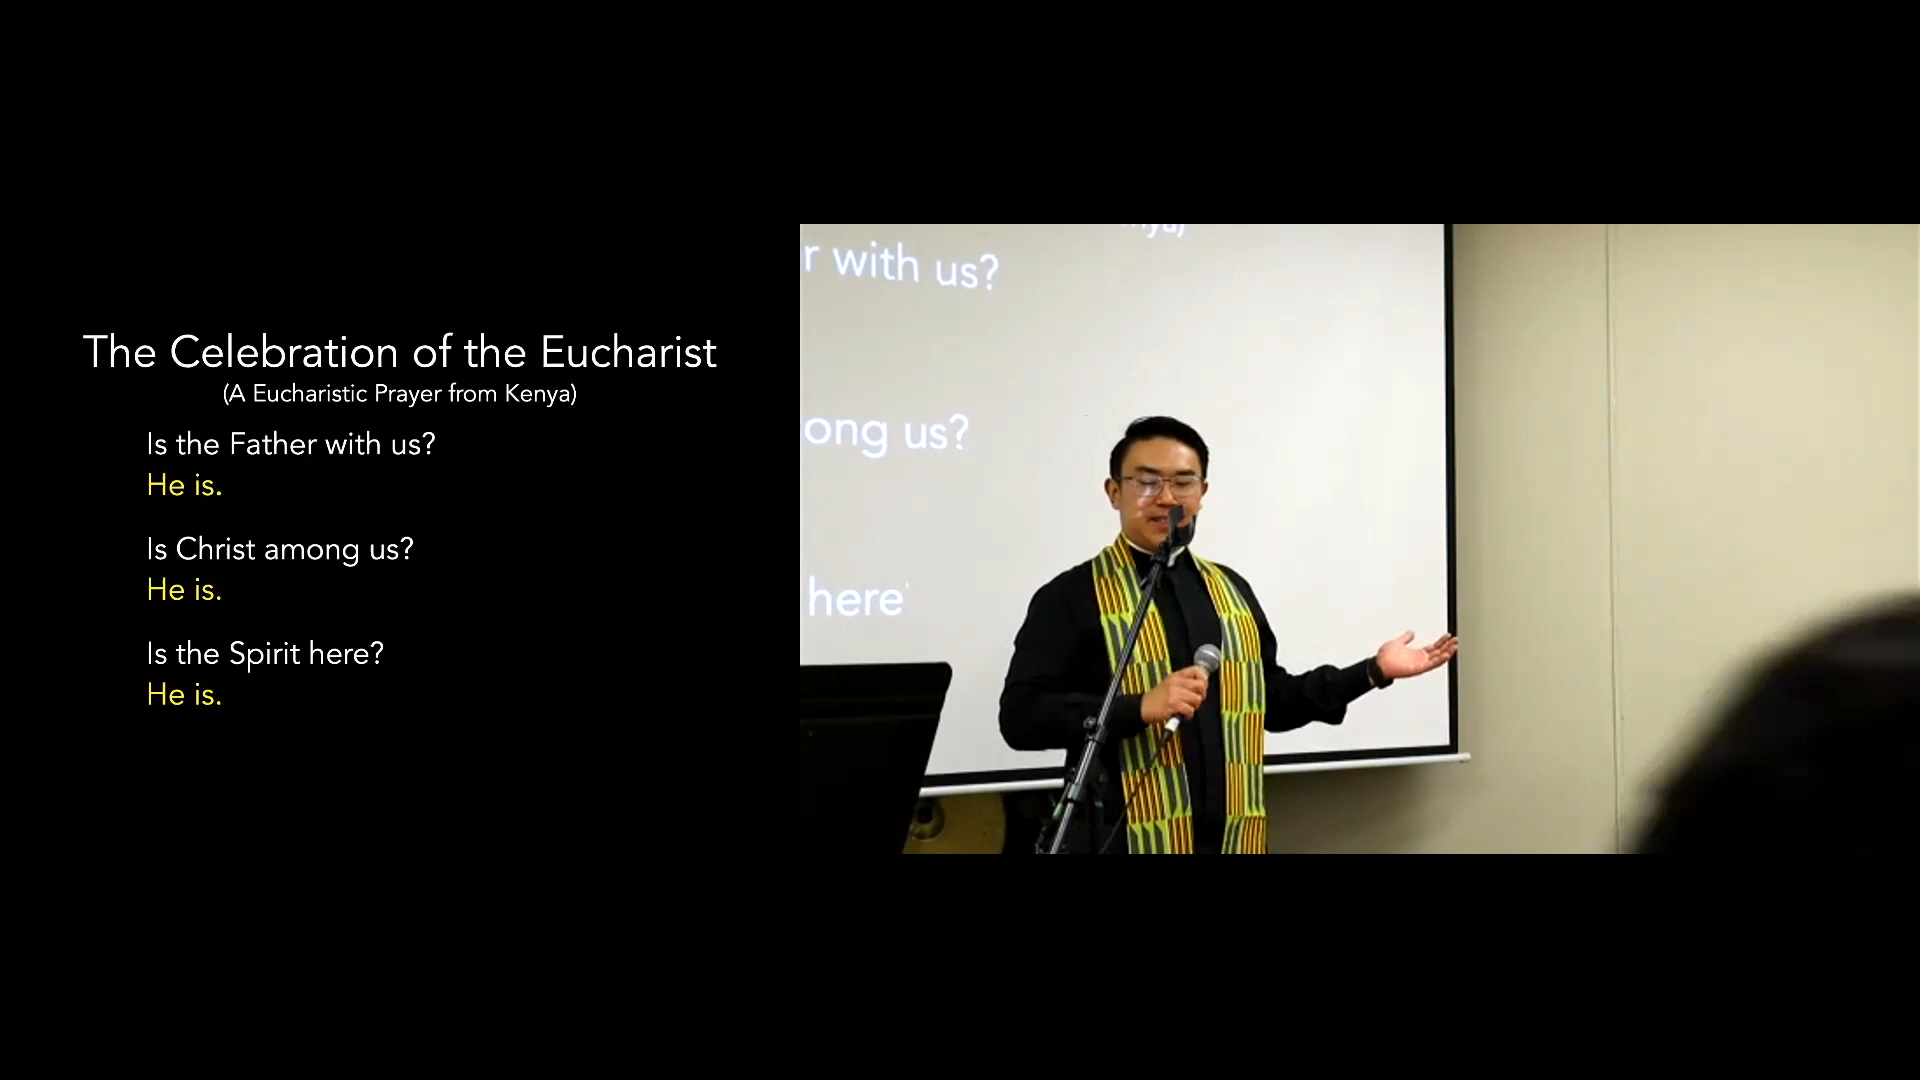 The Celebration of the Eucharist
(A Eucharistic Prayer from Kenya)
Is the Father with us?
He is.
Is Christ among us?
He is.
Is the Spirit here?
He is.
r with us?
ong us?
here